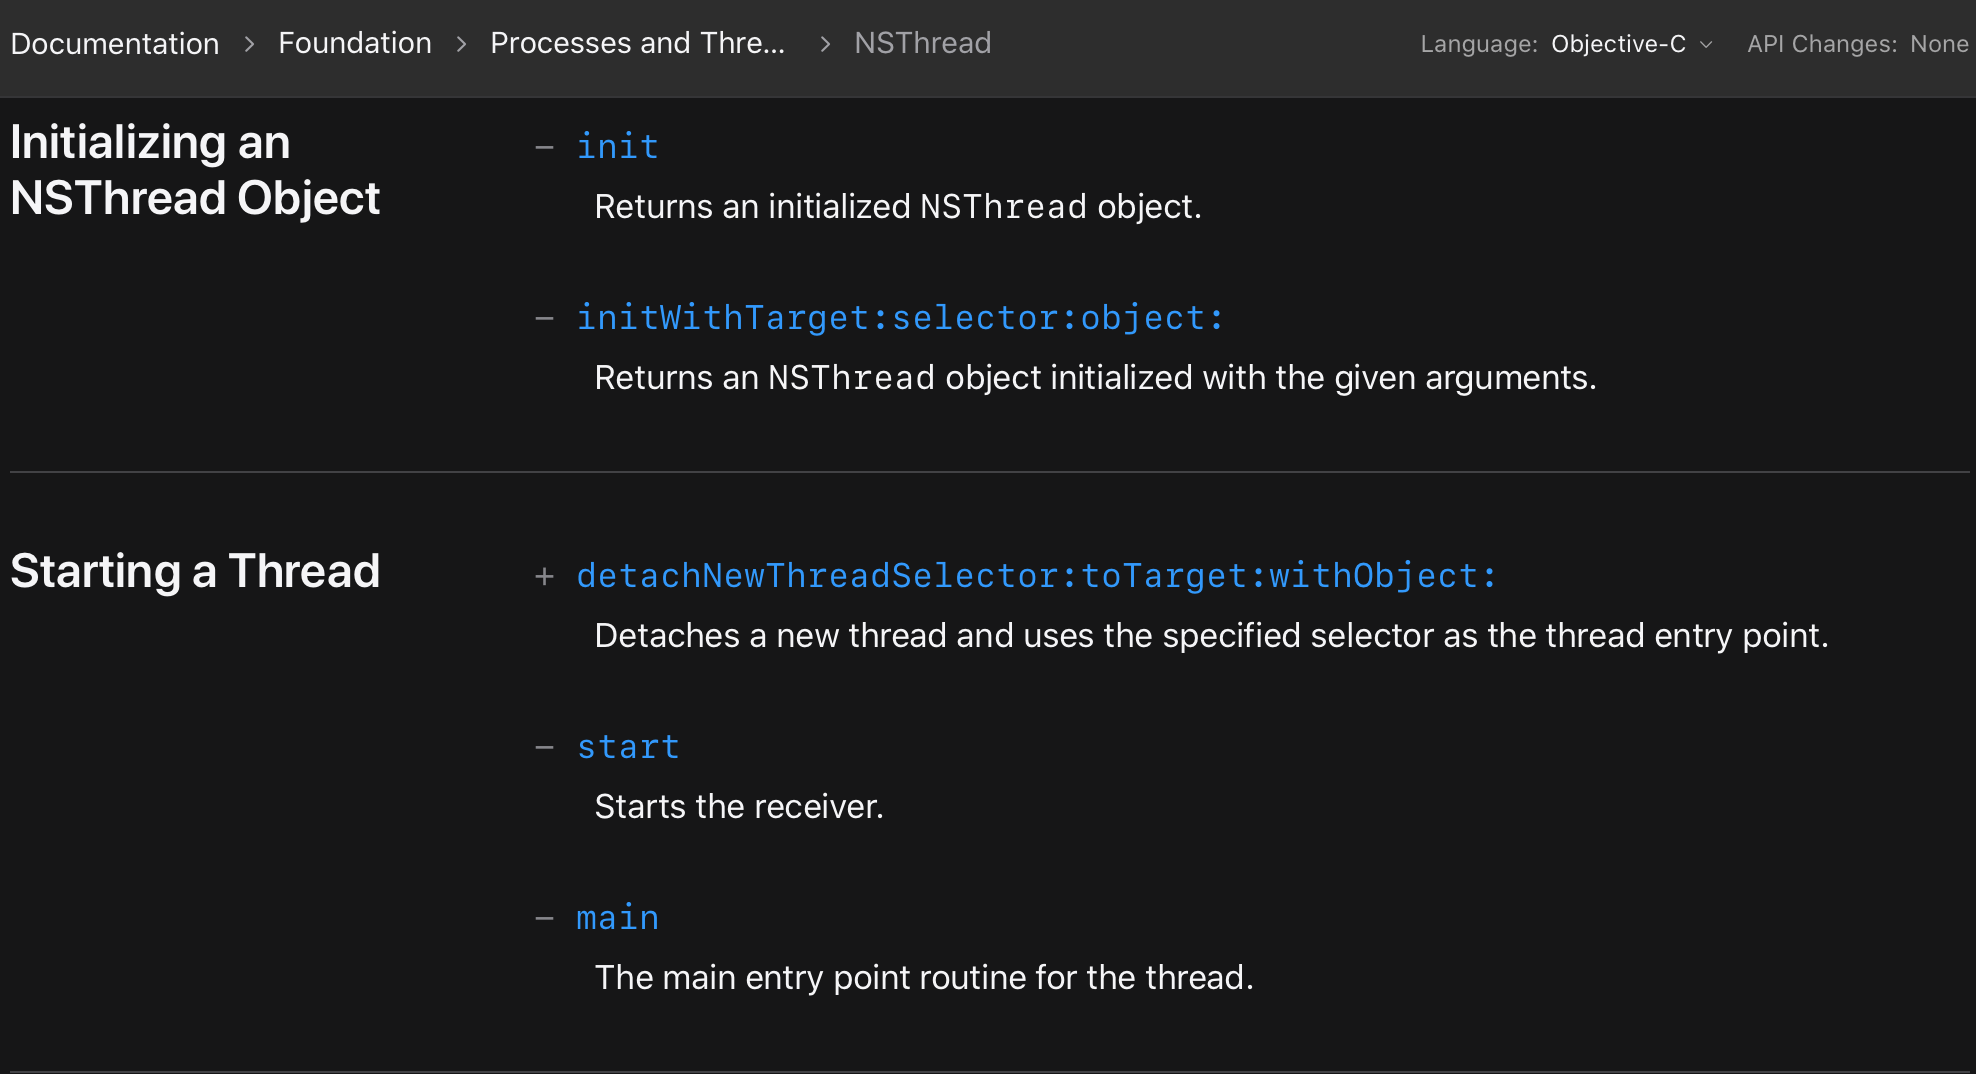 Documentation > Foundation > Processes and Thre... > NSThread Language: Objective-C API Changes: None
Initializing an
NSThread Object
− init
Returns an initialized NSThread object.
− initWithTarget:selector:object:
Returns an NSThread object initialized with the given arguments.
Starting a Thread
+ detachNewThreadSelector:toTarget:withObject:
Detaches a new thread and uses the specified selector as the thread entry point.
− start
Starts the receiver.
− main
The main entry point routine for the thread.